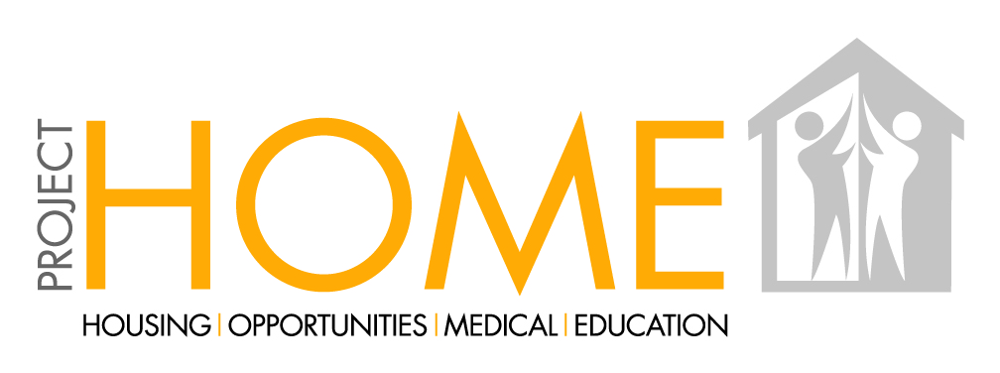 PROJECT
HOME
HOUSING | OPPORTUNITIES | MEDICAL | EDUCATION